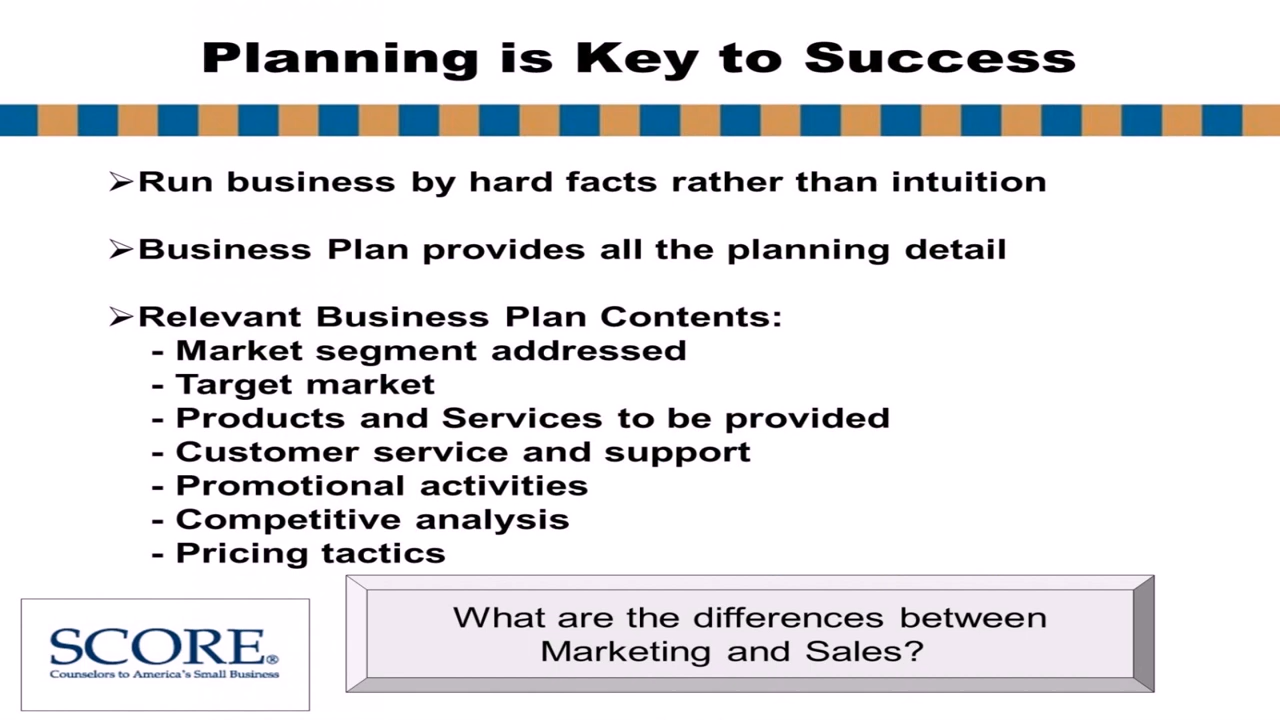 Planning is Key to Success
➢Run business by hard facts rather than intuition
➢Business Plan provides all the planning detail
➢Relevant Business Plan Contents:
- Market segment addressed
- Target market
- Products and Services to be provided
- Customer service and support
- Promotional activities
- Competitive analysis
- Pricing tactics
What are the differences between
Marketing and Sales?
SCORE®
Counselors to America's Small Business